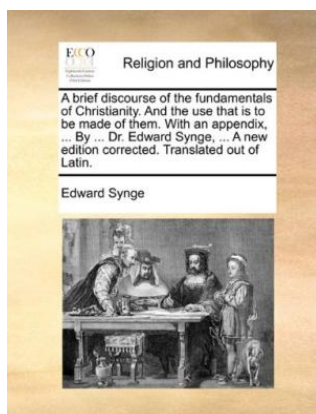 ECCO
Religion and Philosophy
A brief discourse of the fundamentals
of Christianity. And the use that is to
be made of them. With an appendix,
... By ... Dr. Edward Synge, ... A new
edition corrected. Translated out of
Latin.
Edward Synge